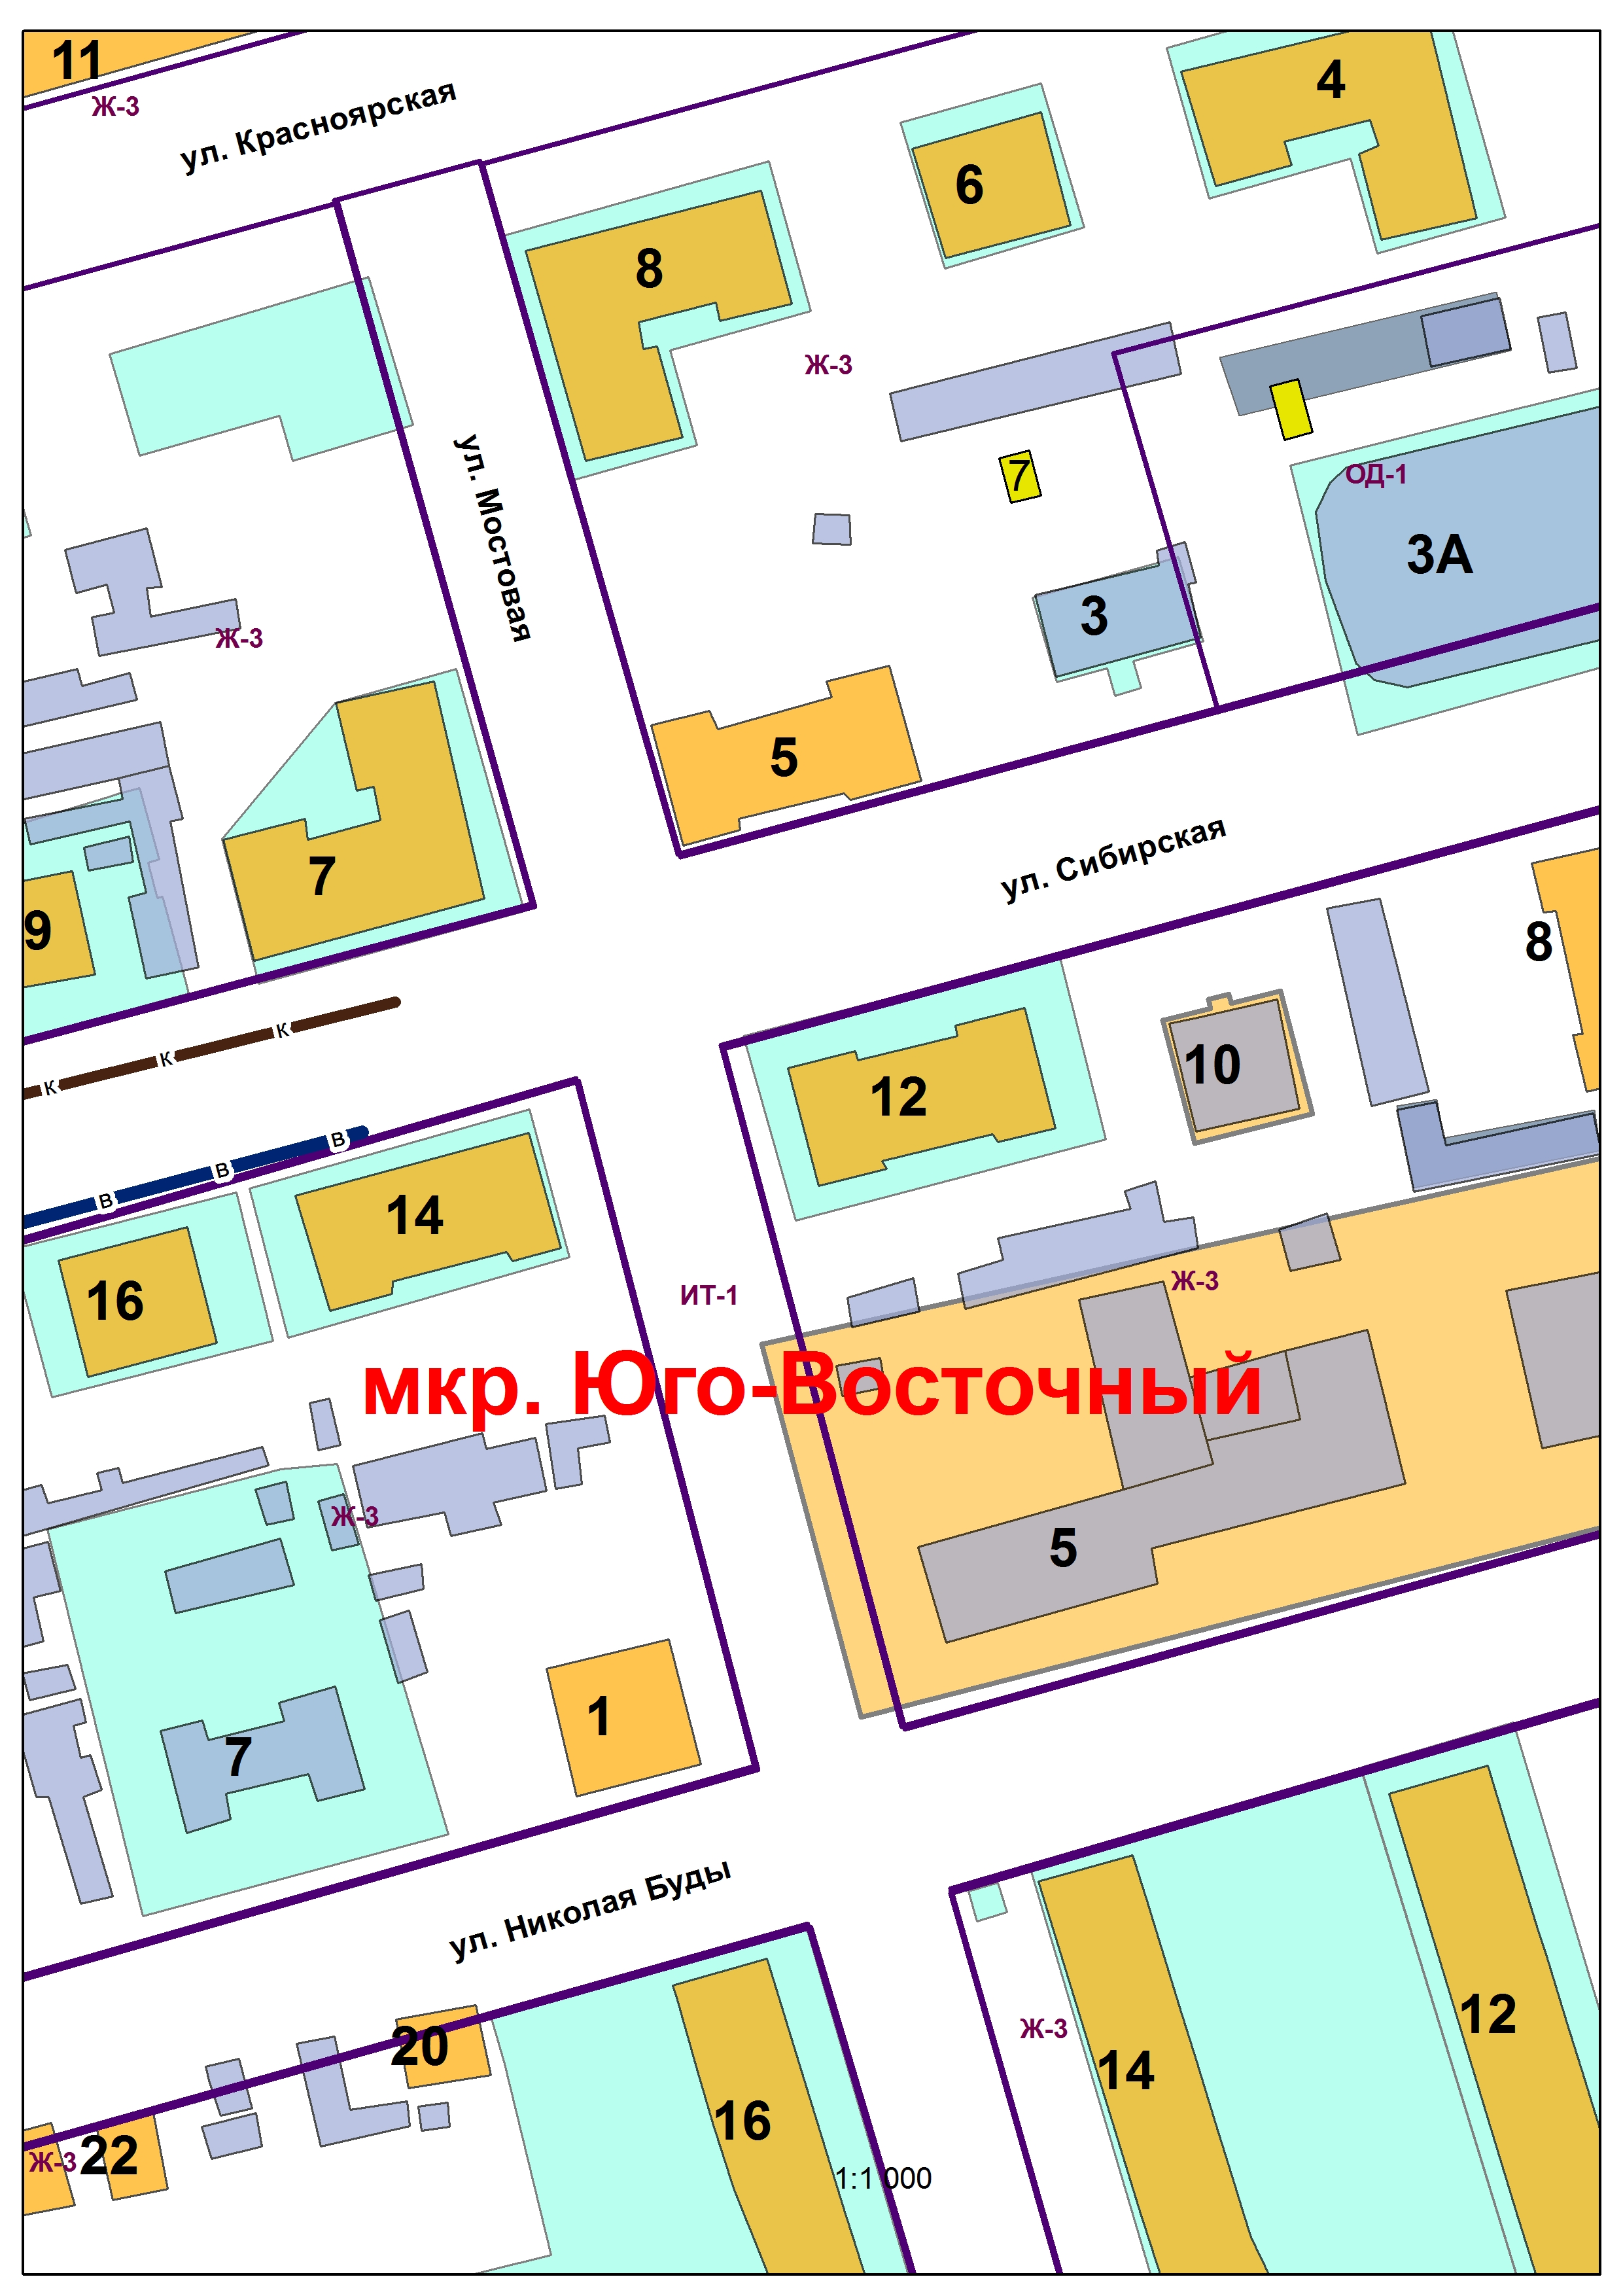 11
Ж-3
ул. Красноярская
4
6
8
Ж-3
7
ОД-1
3А
ул. Мостовая
3
Ж-3
5
7
ул. Сибирская
9
8
К К К
10
12
В В В
14
16
ИТ-1
Ж-3
мкр. Юго-Восточный
Ж-3
5
1
7
ул. Николая Буды
12
Ж-3
20
14
16
22
Ж-3
1:1 000